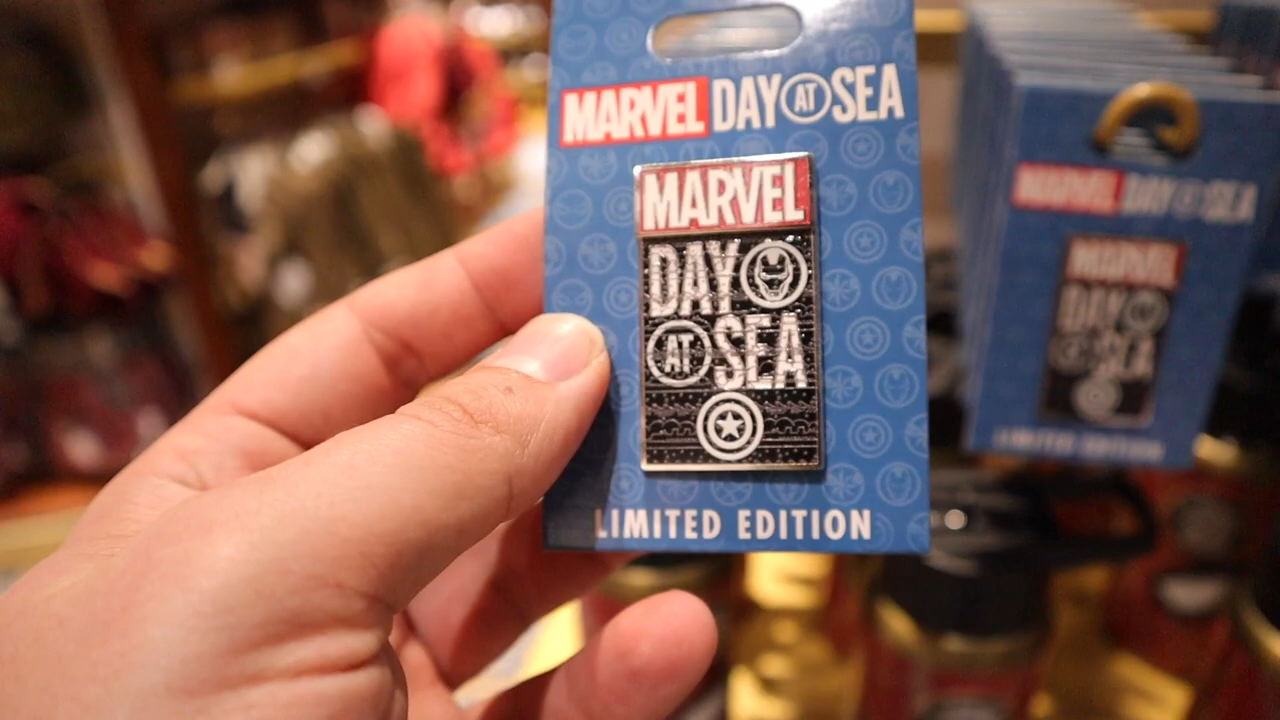 MARVEL DAY AT SEA
MARVEL
DAY
AT SEA
LIMITED EDITION
MARVEL DAY AT SEA
MARVEL
DAY
AT SEA
LIMITED EDITION